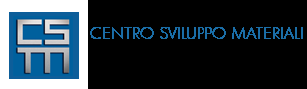 CSM
CENTRO SVILUPPO MATERIALI